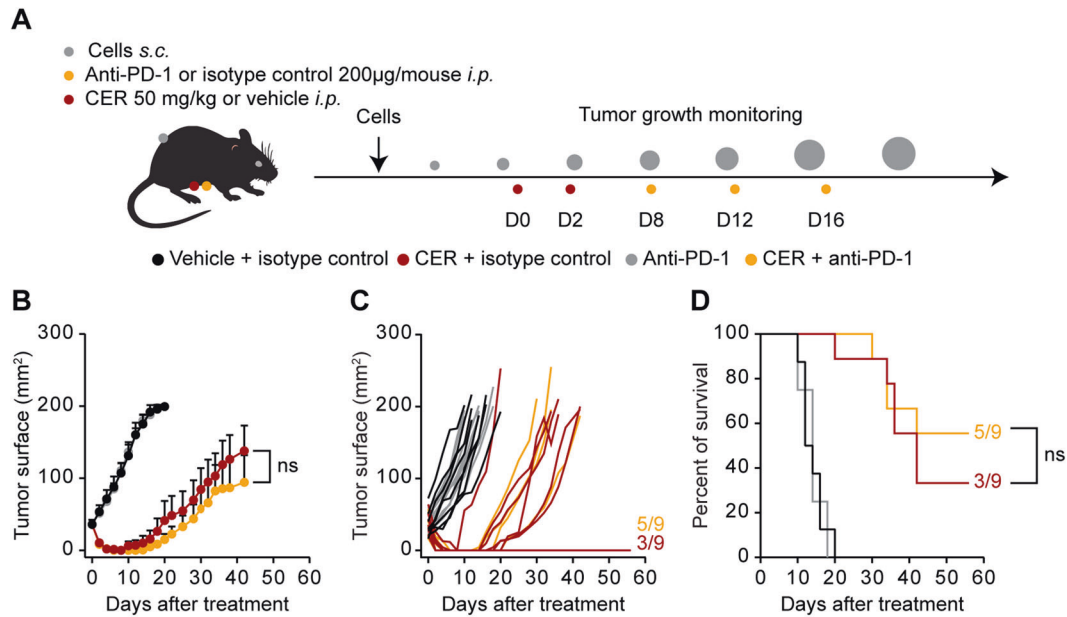 A
Cells s.c.
Anti-PD-1 or isotype control 200µg/mouse i.p.
CER 50 mg/kg or vehicle i.p.
Cells
Tumor growth monitoring
D0 D2 D8 D12 D16
Vehicle + isotype control CER + isotype control Anti-PD-1 CER + anti-PD-1
B
Tumor surface (mm²)
300
200
100
0
ns
0 10 20 30 40 50 60
Days after treatment
C
Tumor surface (mm²)
300
200
100
0
5/9
3/9
0 10 20 30 40 50 60
Days after treatment
D
Percent of survival
100
80
60
40
20
0
5/9
3/9
ns
0 10 20 30 40 50 60
Days after treatment